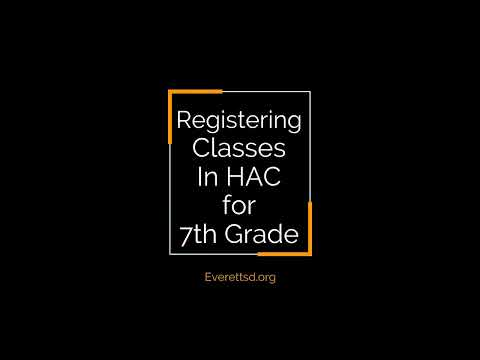 Registering
Classes
In HAC
for
7th Grade
Everettsd.org